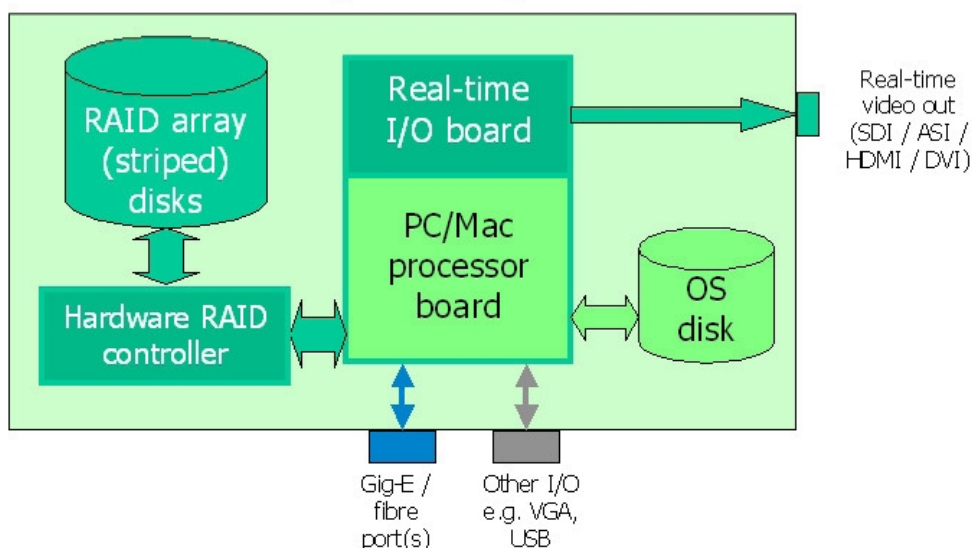 RAID array
(striped)
disks
Hardware RAID
controller
Real-time
I/O board
PC/Mac
processor
board
OS
disk
Real-time
video out
(SDI / ASI /
HDMI / DVI)
Gig-E /
fibre
port(s)
Other I/O
e.g. VGA,
USB